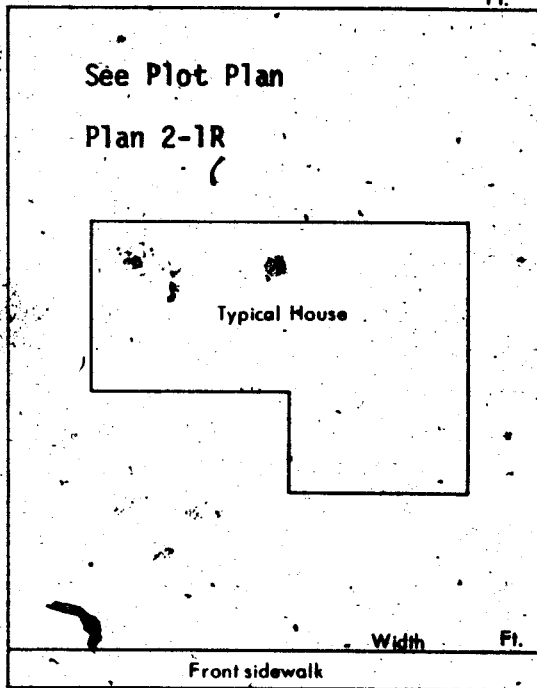 Ft.
See Plot Plan
Plan 2-1R
Typical House
Width Ft.
Front sidewalk